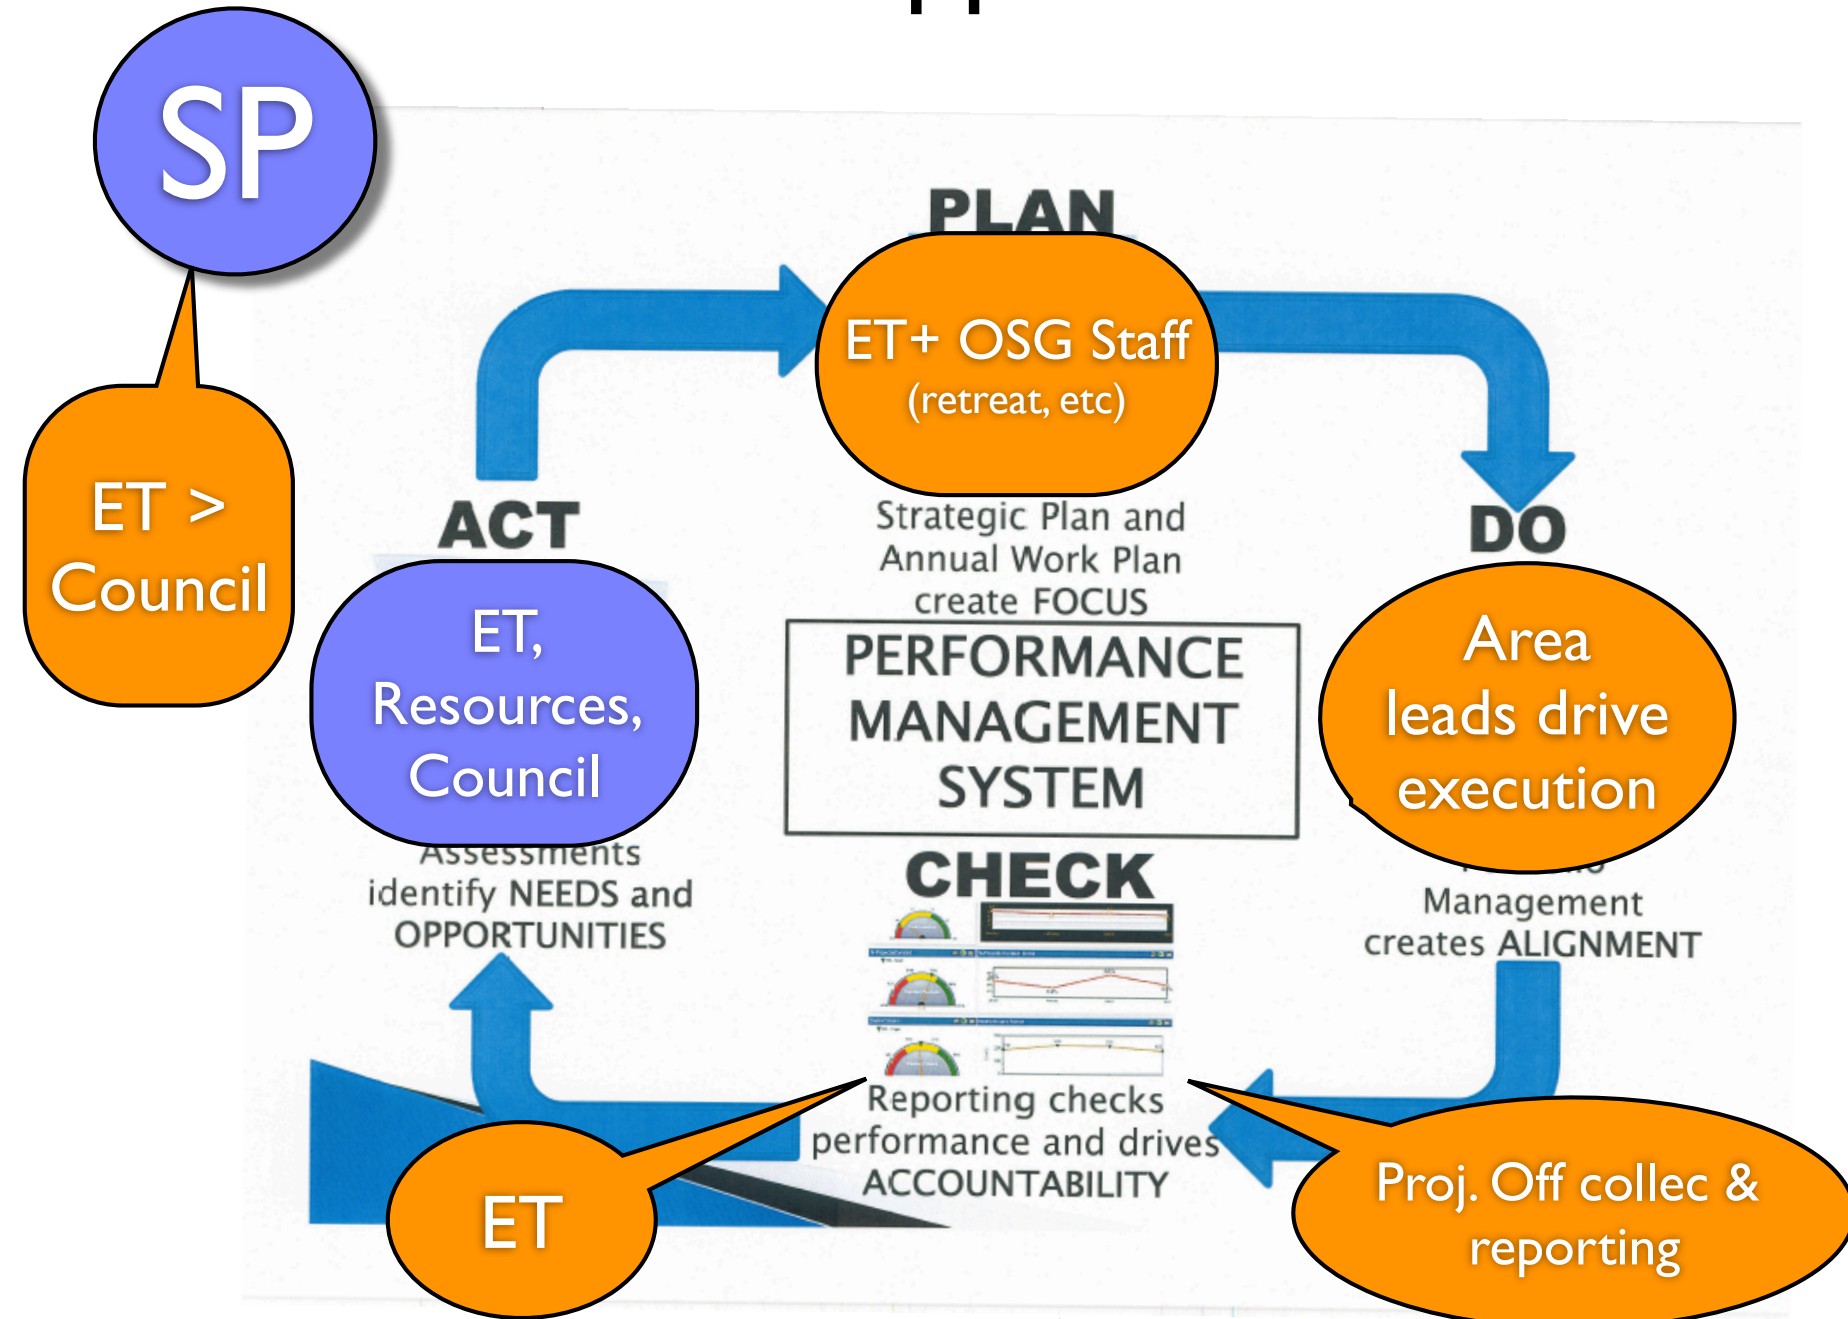 SP
ET >
Council
PLAN
ET+ OSG Staff
(retreat, etc)
Strategic Plan and
Annual Work Plan
create FOCUS
ACT
ET,
Resources,
Council
Assessments
identify NEEDS and
OPPORTUNITIES
PERFORMANCE
MANAGEMENT
SYSTEM
DO
Area
leads drive
execution
Management
creates ALIGNMENT
CHECK
Reporting checks
performance and drives
ACCOUNTABILITY
ET
Proj. Off collec &
reporting